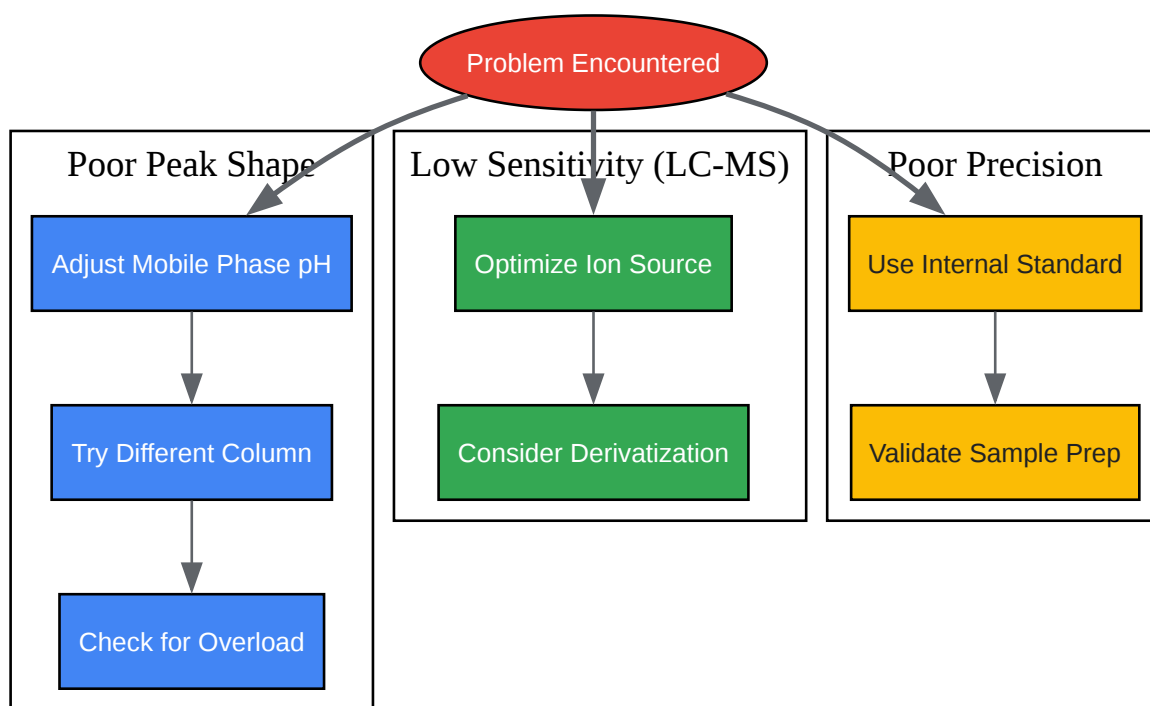 Problem Encountered
Poor Peak Shape
Adjust Mobile Phase pH
Try Different Column
Check for Overload
Low Sensitivity (LC-MS)
Optimize Ion Source
Consider Derivatization
Poor Precision
Use Internal Standard
Validate Sample Prep